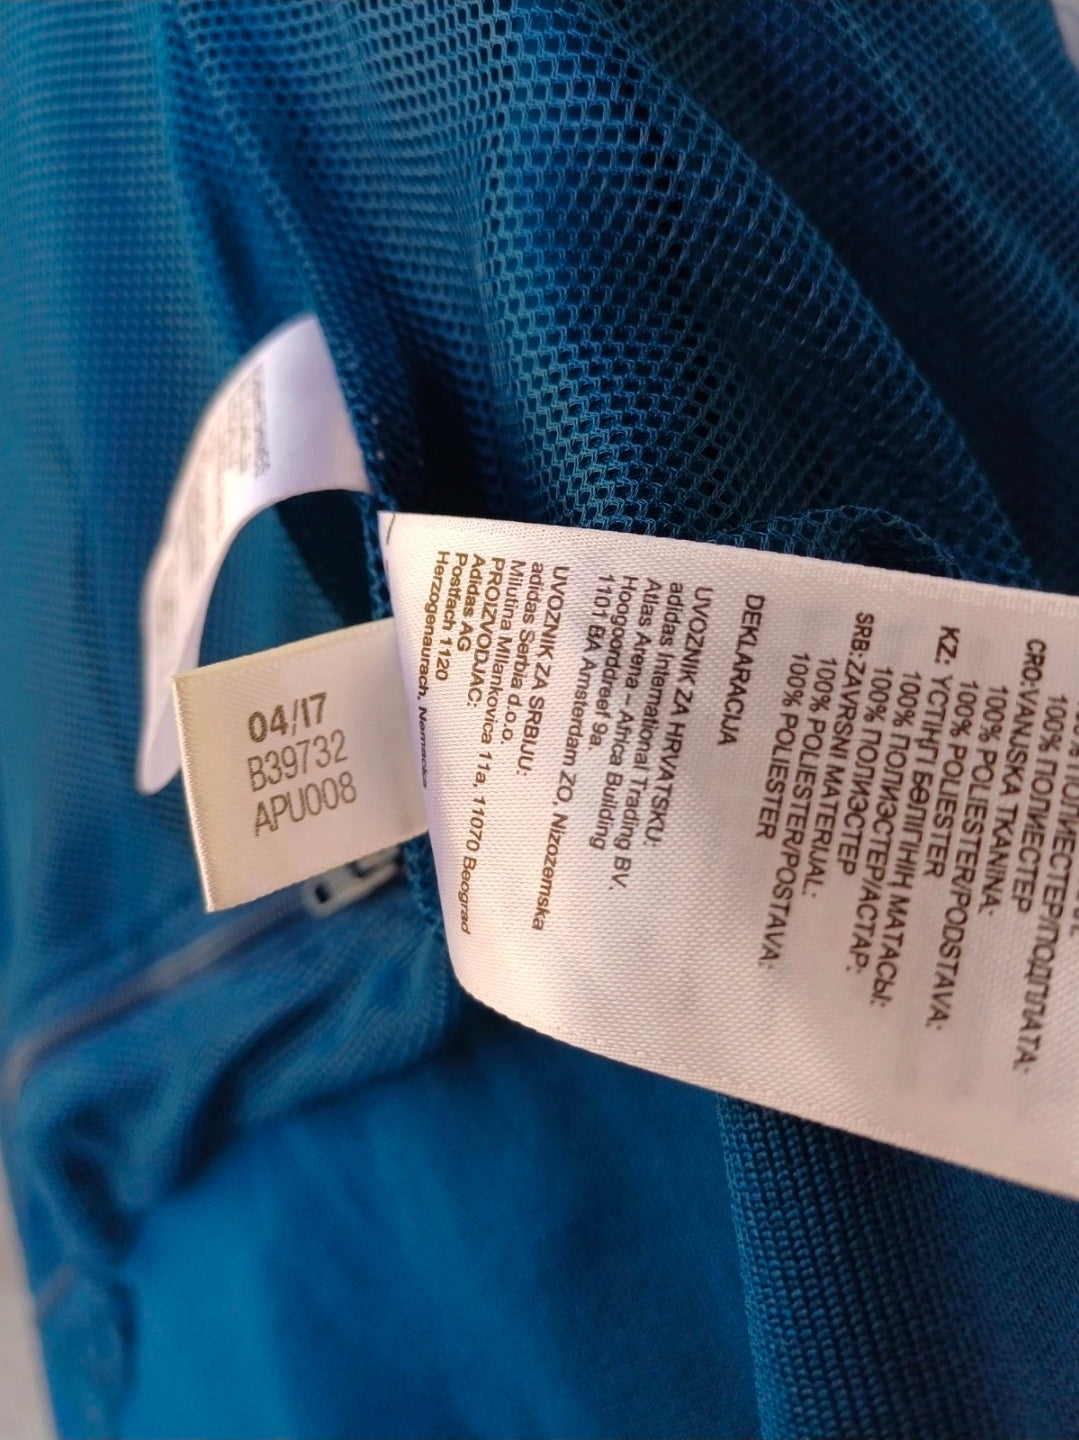 04/17
B39732
APU008
100% ПОЛИЕСТЕР/ПОДПЛАТА:
100% ПОЛИЕСТЕР
CRO:VANJSKA TKANINA:
100% POLIESTER/PODSTAVA:
100% POLIESTER
KZ: ҮСТІҢГІ БӨЛІГІНІҢ МАТАСЫ:
100% ПОЛИЭСТЕР/АСТАР:
100% ПОЛИЭСТЕР
SRB:ZAVRSNI MATERIJAL:
100% POLIESTER/POSTAVA:
100% POLIESTER
DEKLARACIJA
UVOZNIK ZA HRVATSKU:
adidas International Trading BV.
Atlas Arena – Africa Building
Hoogoorddreef 9a,
1101 BA Amsterdam ZO, Nizozemska
UVOZNIK ZA SRBIJU:
adidas Serbia d.o.o.
Milutina Milankovica 11a, 11070 Beograd
PROIZVODJAC:
Adidas AG
Postfach 1120
Herzogenaurach, Nemacka